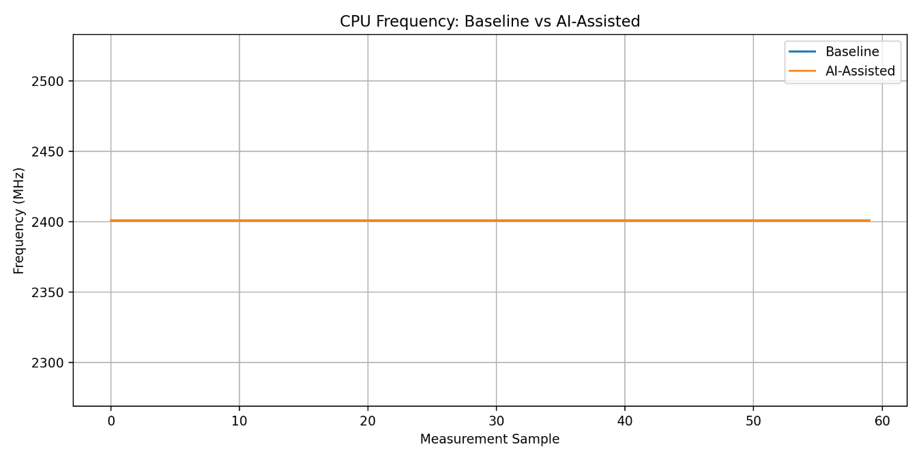 CPU Frequency: Baseline vs AI-Assisted
Baseline
AI-Assisted
2500
2450
2400
2350
2300
Frequency (MHz)
0 10 20 30 40 50 60
Measurement Sample